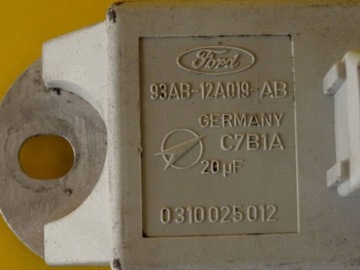 Ford
93AB-12A019-AB
GERMANY
C7B1A
20µF
0310025012